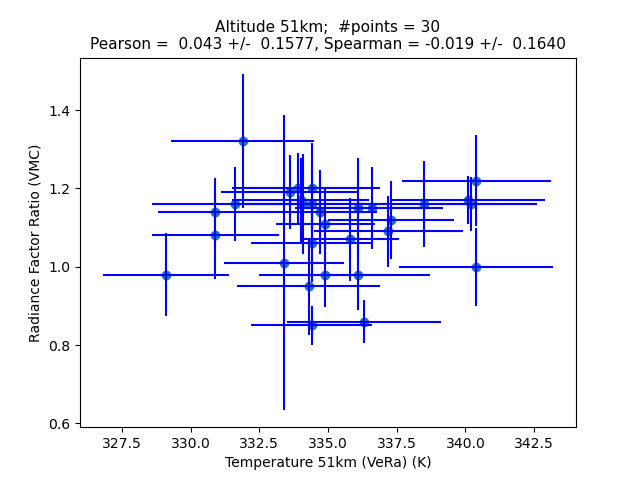 Altitude 51km;  #points = 30
Pearson =  0.043 +/-  0.1577, Spearman = -0.019 +/-  0.1640
1.4
1.2
1.0
0.8
0.6
Radiance Factor Ratio (VMC)
327.5 330.0 332.5 335.0 337.5 340.0 342.5
Temperature 51km (VeRa) (K)